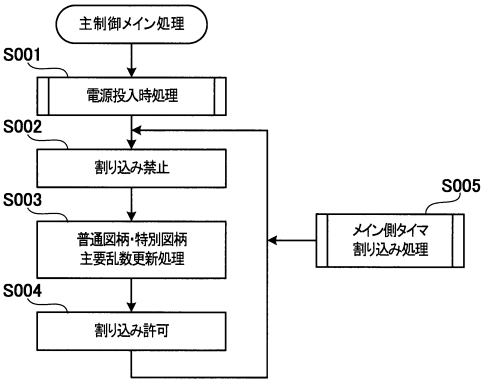 主制御メイン処理
S001
電源投入時処理
S002
割り込み禁止
S003
普通図柄・特別図柄
主要乱数更新処理
S004
割り込み許可
S005
メイン側タイマ
割り込み処理